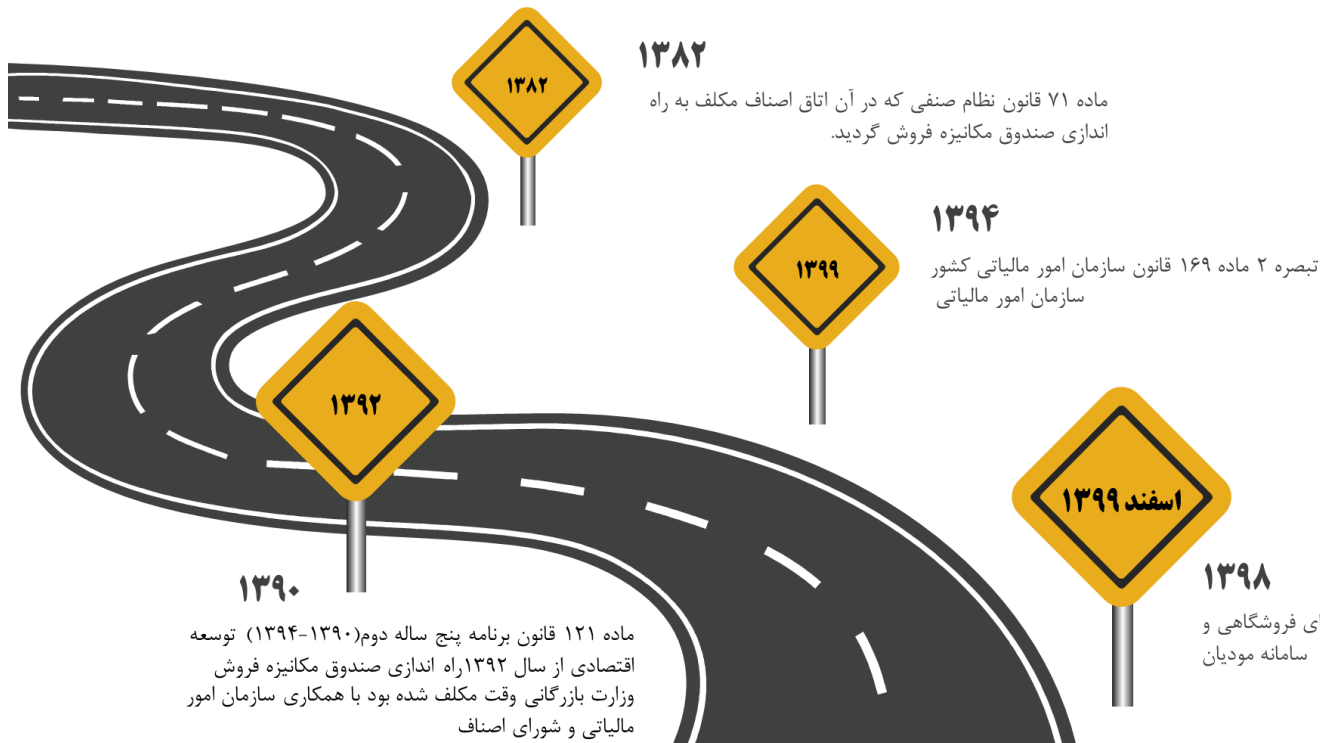 ۱۳۸۲
۱۳۸۲
ماده ۷۱ قانون نظام صنفی که در آن اتاق اصناف مکلف به راه
اندازی صندوق مکانیزه فروش گردید.
۱۳۹۴
۱۳۹۹
تبصره ۲ ماده ۱۶۹ قانون سازمان امور مالیاتی کشور
سازمان امور مالیاتی
۱۳۹۲
۱۳۹۰
ماده ۱۲۱ قانون برنامه پنج ساله دوم(۱۳۹۰-۱۳۹۴) توسعه
اقتصادی از سال ۱۳۹۲راه اندازی صندوق مکانیزه فروش
وزارت بازرگانی وقت مکلف شده بود با همکاری سازمان امور
مالیاتی و شورای اصناف
اسفند ۱۳۹۹
۱۳۹۸
فروشگاهی و
سامانه مودیان